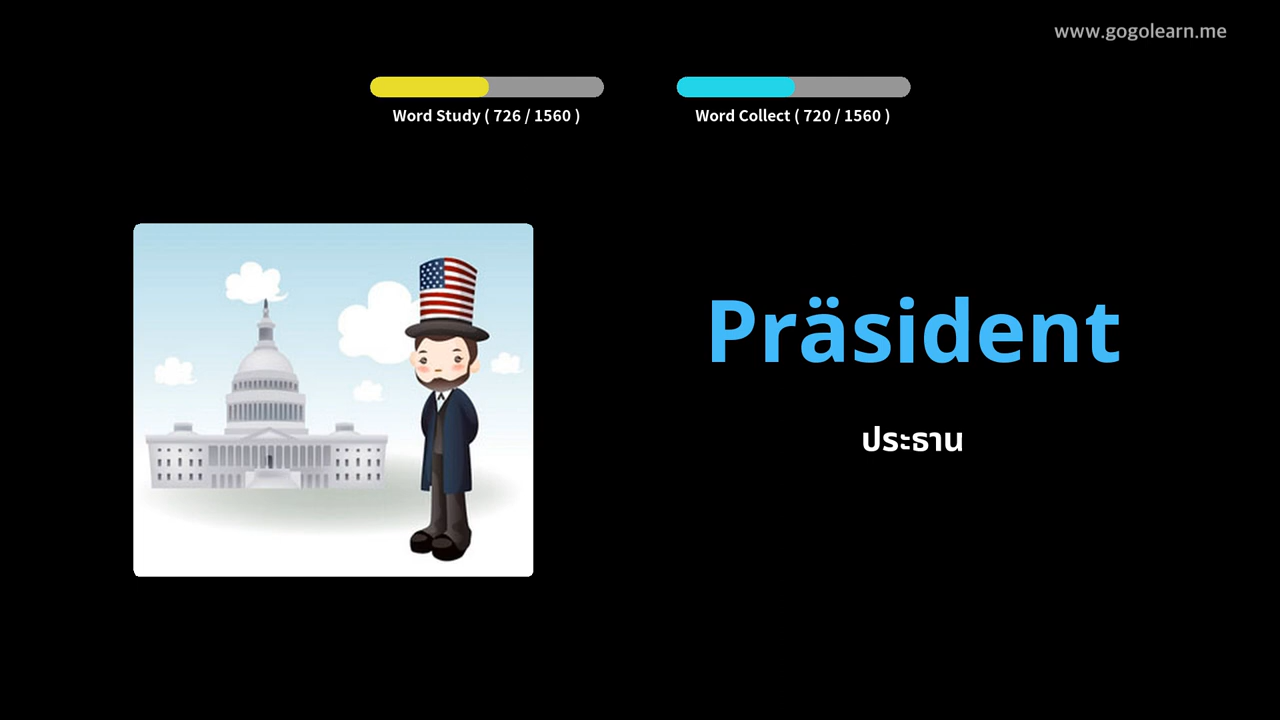 www.gogolearn.me
Word Study ( 726 / 1560 )
Word Collect ( 720 / 1560 )
Präsident
ประธาน